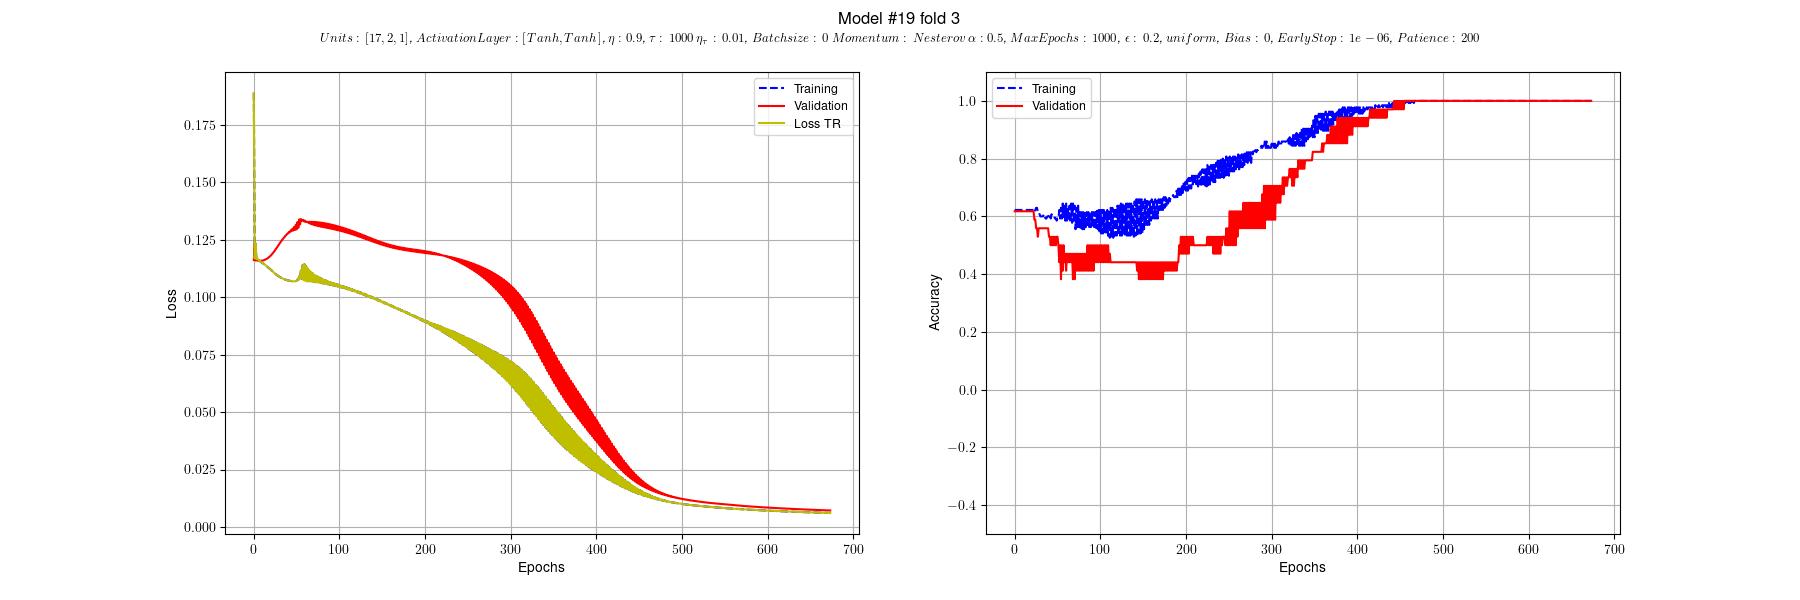 Model #19 fold 3
Units : [17, 2, 1], ActivationLayer : [Tanh, Tanh], η : 0.9, τ : 1000 ητ : 0.01, Batchsize : 0 Momentum : Nesterov α : 0.5, MaxEpochs : 1000, ϵ : 0.2, uniform, Bias : 0, EarlyStop : 1e − 06, Patience : 200
Training
Validation
Loss TR
0.175
0.150
0.125
0.100
0.075
0.050
0.025
0.000
Loss
0 100 200 300 400 500 600 700
Epochs
Training
Validation
1.0
0.8
0.6
0.4
0.2
0.0
−0.2
−0.4
Accuracy
0 100 200 300 400 500 600 700
Epochs